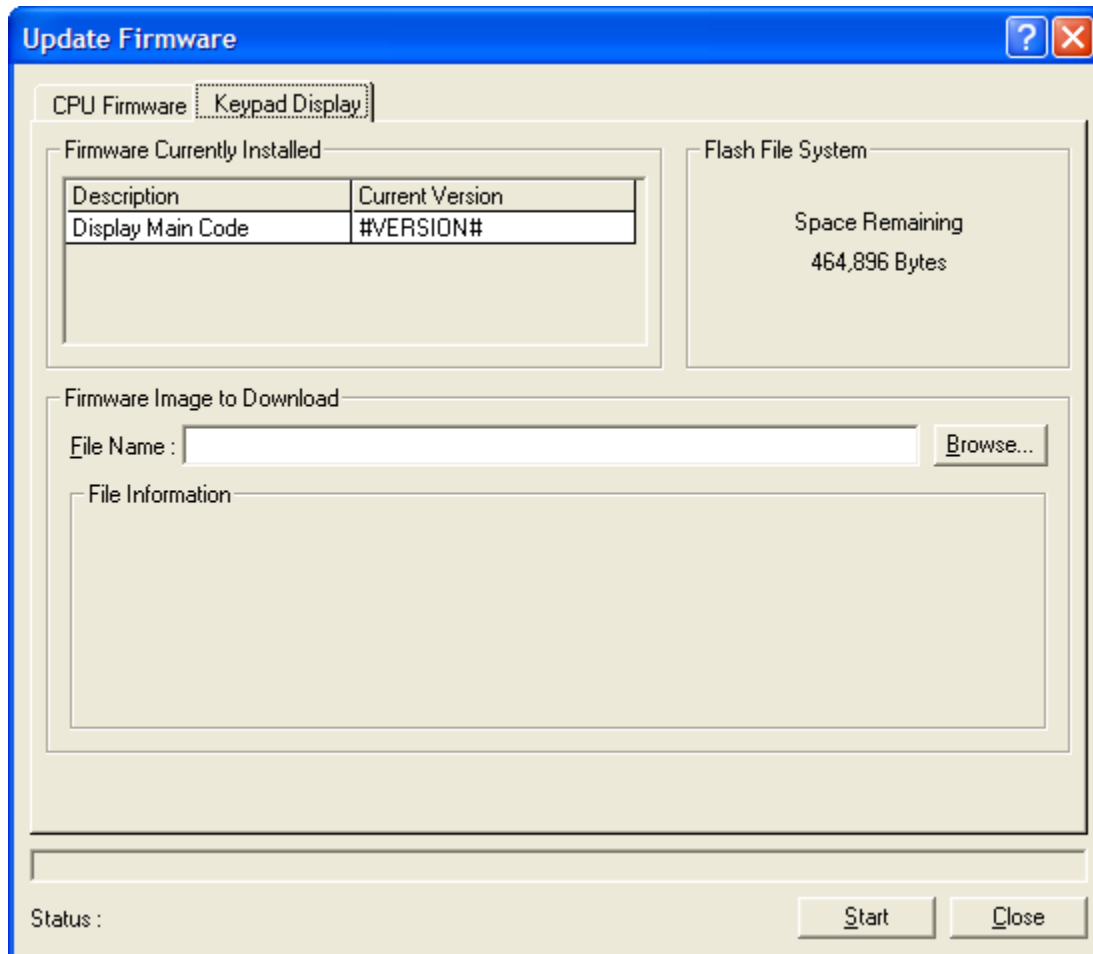 Update Firmware
CPU Firmware Keypad Display
Firmware Currently Installed
Description Current Version
Display Main Code #VERSION#
Flash File System
Space Remaining
464,896 Bytes
Firmware Image to Download
File Name : Browse...
File Information
Status : Start Close